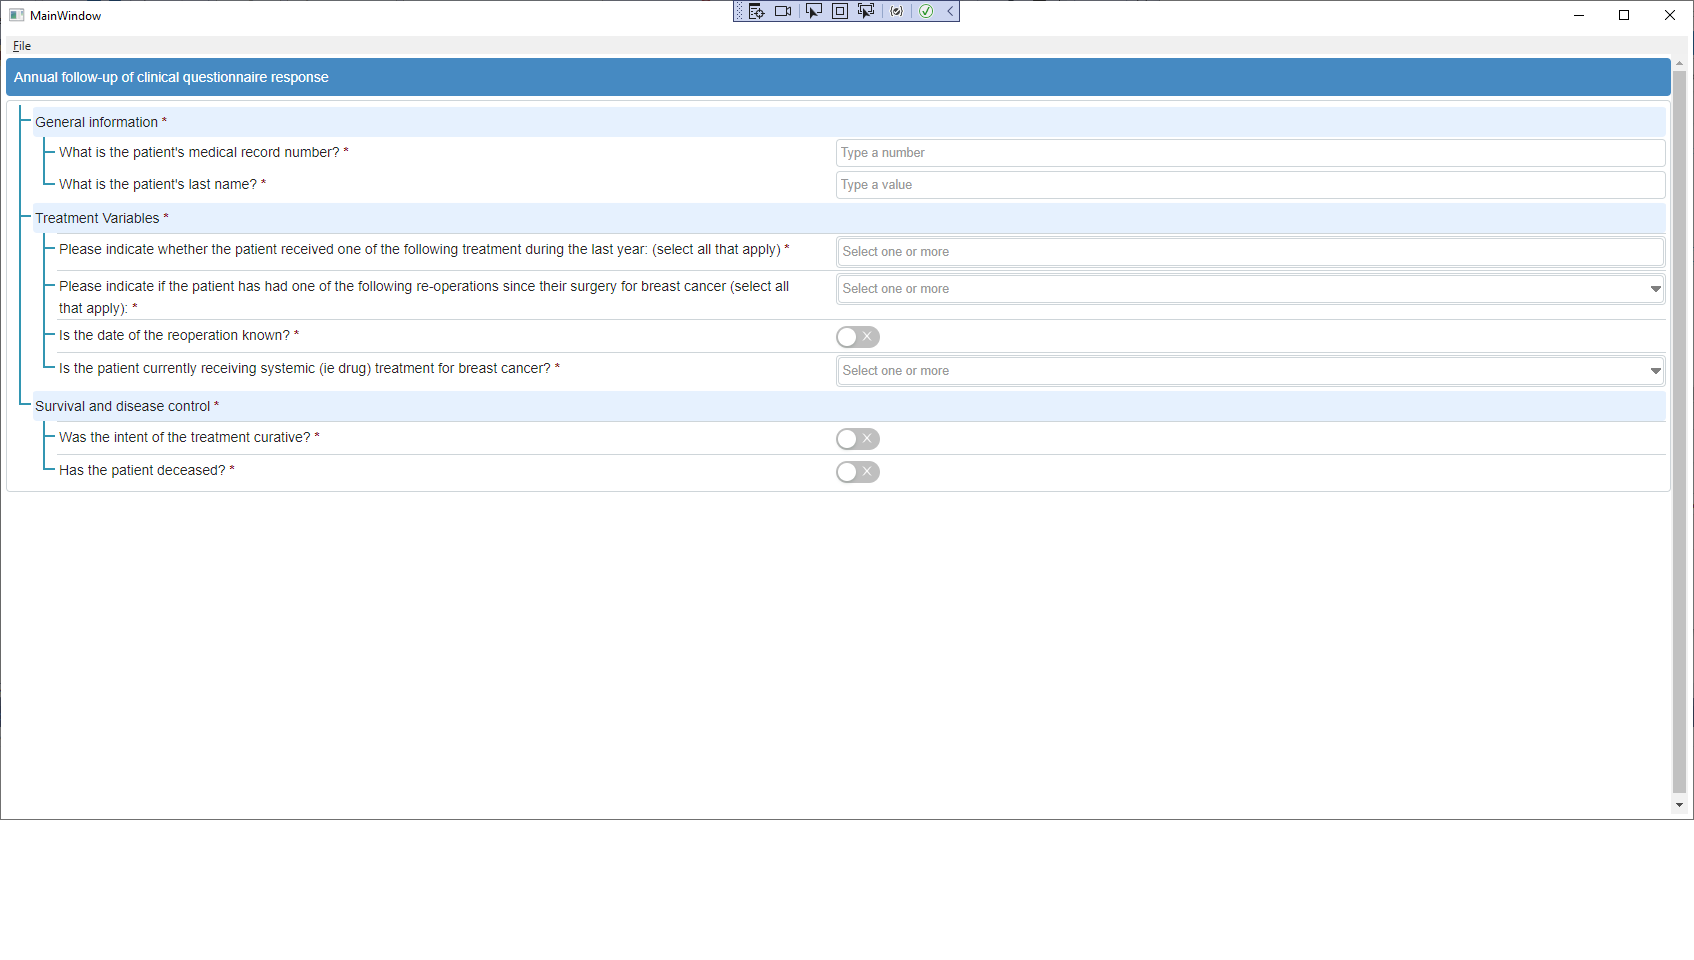 MainWindow
File
Annual follow-up of clinical questionnaire response
General information *
What is the patient's medical record number? *
Type a number
What is the patient's last name? *
Type a value
Treatment Variables *
Please indicate whether the patient received one of the following treatment during the last year: (select all that apply) *
Select one or more
Please indicate if the patient has had one of the following re-operations since their surgery for breast cancer (select all
that apply): *
Select one or more
Is the date of the reoperation known? *
Is the patient currently receiving systemic (ie drug) treatment for breast cancer? *
Select one or more
Survival and disease control *
Was the intent of the treatment curative? *
Has the patient deceased? *